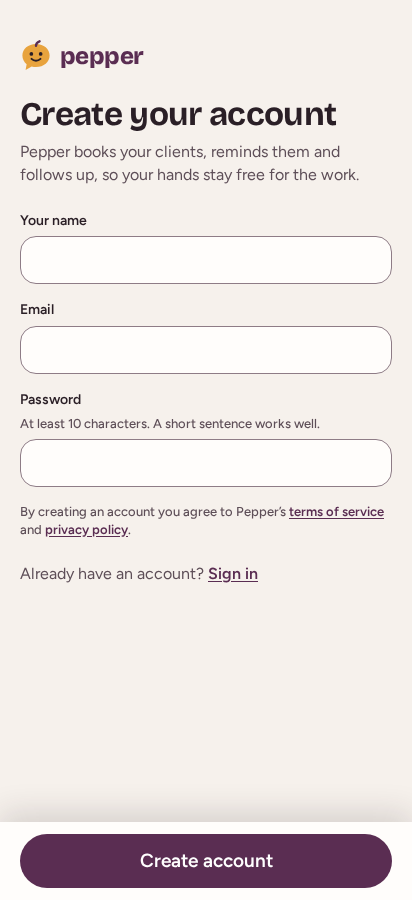 pepper
Create your account
Pepper books your clients, reminds them and
follows up, so your hands stay free for the work.
Your name
Email
Password
At least 10 characters. A short sentence works well.
By creating an account you agree to Pepper’s terms of service
and privacy policy.
Already have an account? Sign in
Create account